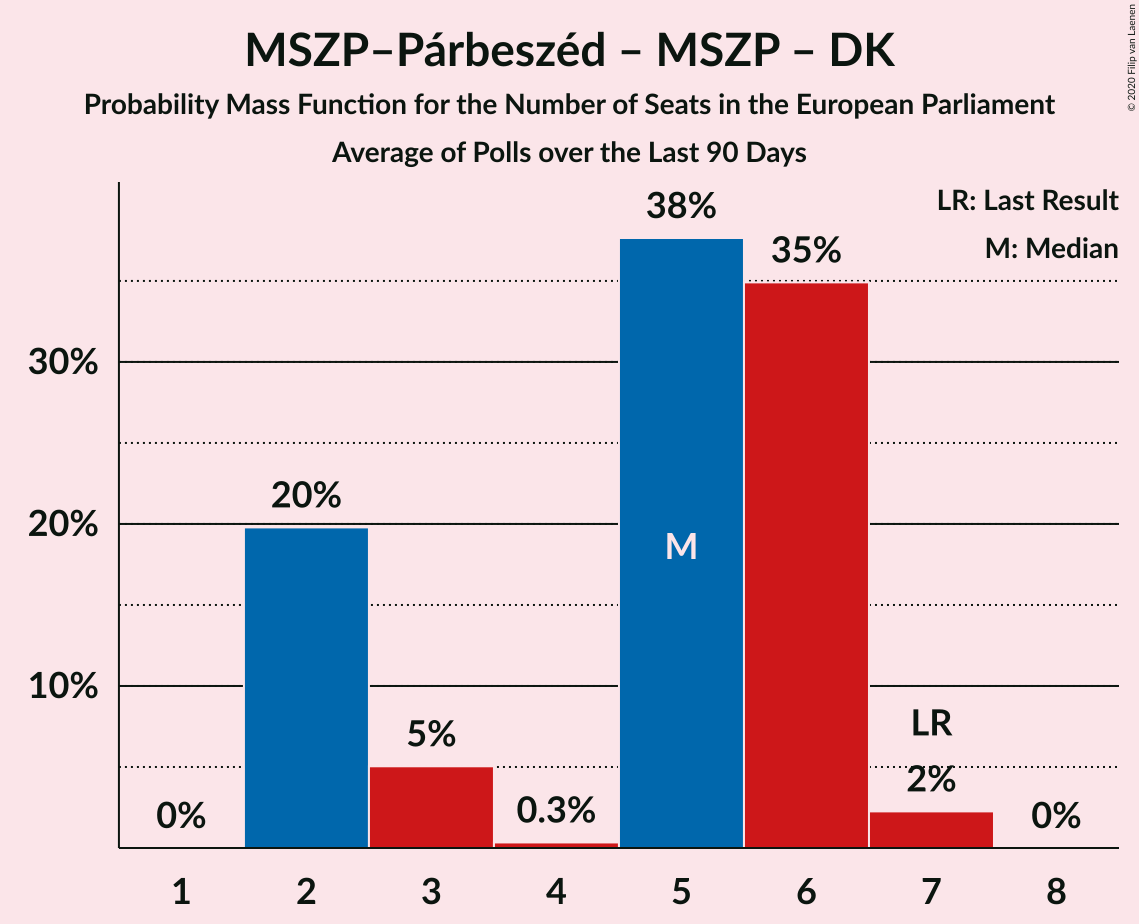 MSZP–Párbeszéd – MSZP – DK
Probability Mass Function for the Number of Seats in the European Parliament
Average of Polls over the Last 90 Days
© 2020 Filip van Laenen
LR: Last Result
M: Median
38%
35%
30%
20%
20%
M
10%
LR
5%
2%
0.3%
0%
0%
1 2 3 4 5 6 7 8